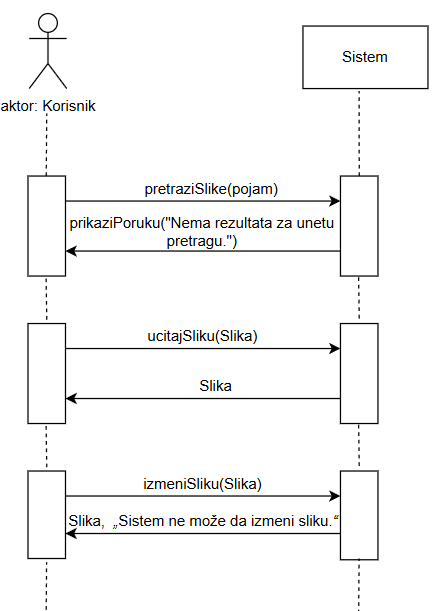 Sistem
aktor: Korisnik
pretraziSlike(pojam)
prikaziPoruku("Nema rezultata za unetu
pretragu.")
ucitajSliku(Slika)
Slika
izmeniSliku(Slika)
Slika, „Sistem ne može da izmeni sliku.“